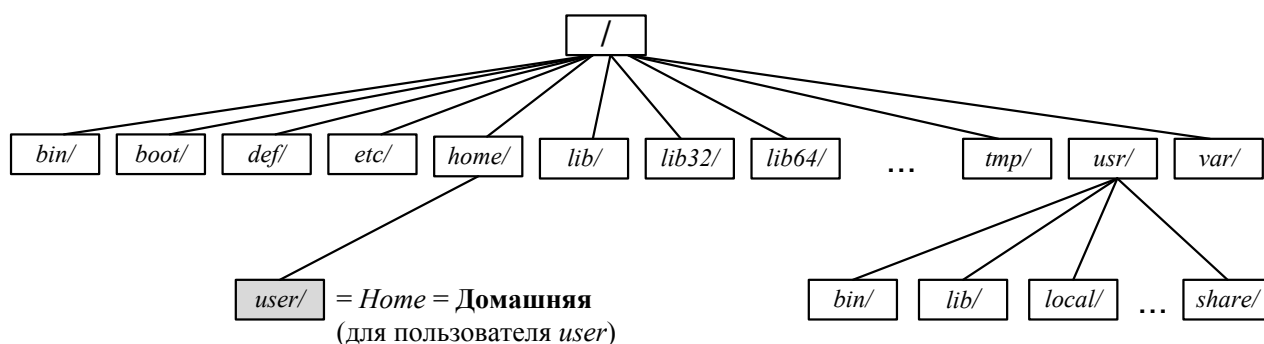 /
bin/ boot/ def/ etc/ home/ lib/ lib32/ lib64/ ... tmp/ usr/ var/
user/ = Home = Домашняя
(для пользователя user)
bin/ lib/ local/ ... share/